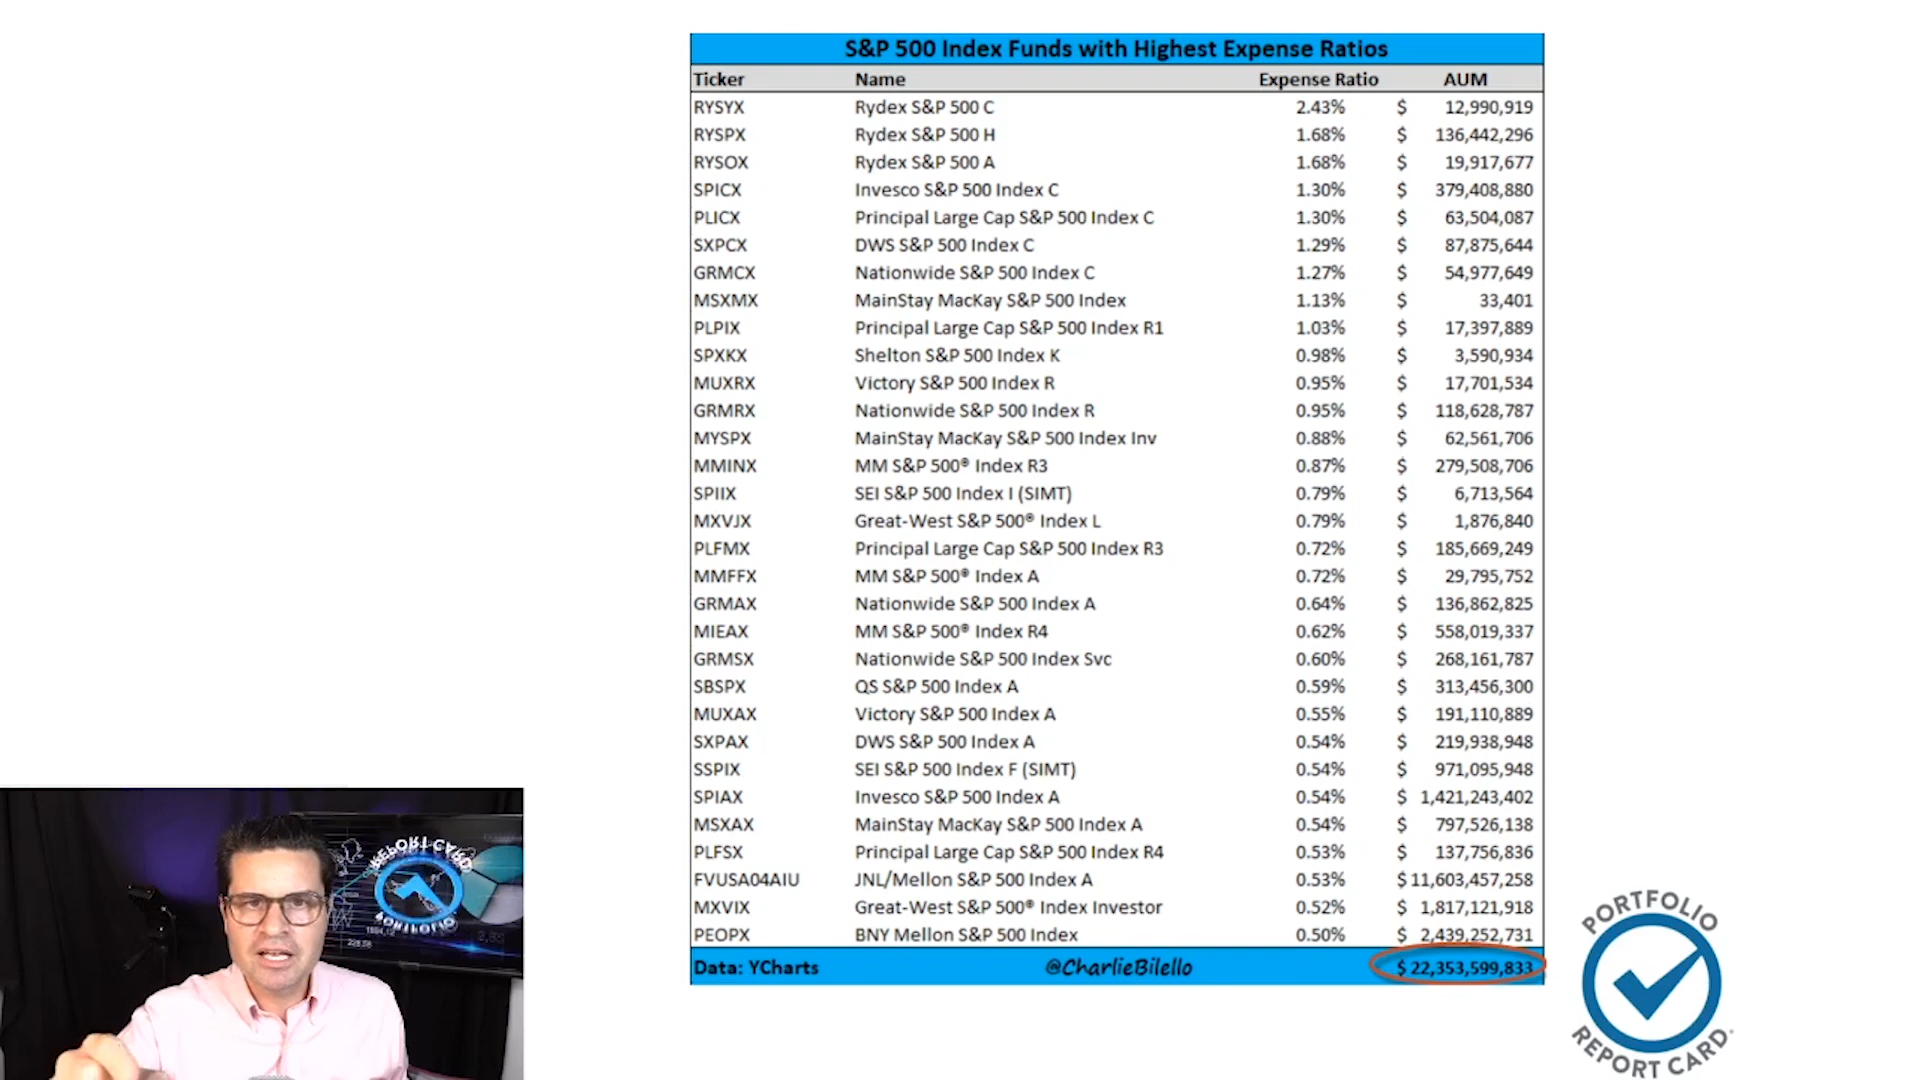 S&P 500 Index Funds with Highest Expense Ratios
Ticker Name Expense Ratio AUM
RYSYX Rydex S&P 500 C 2.43% $ 12,990,919
RYSPX Rydex S&P 500 H 1.68% $ 136,442,296
RYSOX Rydex S&P 500 A 1.68% $ 19,917,677
SPICX Invesco S&P 500 Index C 1.30% $ 379,408,880
PLICX Principal Large Cap S&P 500 Index C 1.30% $ 63,504,087
SXPCX DWS S&P 500 Index C 1.29% $ 87,875,644
GRMCX Nationwide S&P 500 Index C 1.27% $ 54,977,649
MSXMX MainStay MacKay S&P 500 Index 1.13% $ 33,401
PLPIX Principal Large Cap S&P 500 Index R1 1.03% $ 17,397,889
SPXKX Shelton S&P 500 Index K 0.98% $ 3,590,934
MUXRX Victory S&P 500 Index R 0.95% $ 17,701,534
GRMRX Nationwide S&P 500 Index R 0.95% $ 118,628,787
MYSPX MainStay MacKay S&P 500 Index Inv 0.88% $ 62,561,706
MMINX MM S&P 500® Index R3 0.87% $ 279,508,706
SPIIX SEI S&P 500 Index I (SIMT) 0.79% $ 6,713,564
MXVJX Great-West S&P 500® Index L 0.79% $ 1,876,840
PLFMX Principal Large Cap S&P 500 Index R3 0.72% $ 185,669,249
MMFFX MM S&P 500® Index A 0.72% $ 29,795,752
GRMAX Nationwide S&P 500 Index A 0.64% $ 136,862,825
MIEAX MM S&P 500® Index R4 0.62% $ 558,019,337
GRMSX Nationwide S&P 500 Index Svc 0.60% $ 268,161,787
SBSPX QS S&P 500 Index A 0.59% $ 313,456,300
MUXAX Victory S&P 500 Index A 0.55% $ 191,110,889
SXPAX DWS S&P 500 Index A 0.54% $ 219,938,948
SSPIX SEI S&P 500 Index F (SIMT) 0.54% $ 971,095,948
SPIAX Invesco S&P 500 Index A 0.54% $ 1,421,243,402
MSXAX MainStay MacKay S&P 500 Index A 0.54% $ 797,526,138
PLFSX Principal Large Cap S&P 500 Index R4 0.53% $ 137,756,836
FVUSA04AIU JNL/Mellon S&P 500 Index A 0.53% $ 11,603,457,258
MXVIX Great-West S&P 500® Index Investor 0.52% $ 1,817,121,918
PEOPX BNY Mellon S&P 500 Index 0.50% $ 2,439,252,731
Data: YCharts @CharlieBilello $ 22,353,599,833
REPORT CARD
PORTFOLIO
PORTFOLIO
REPORT CARD